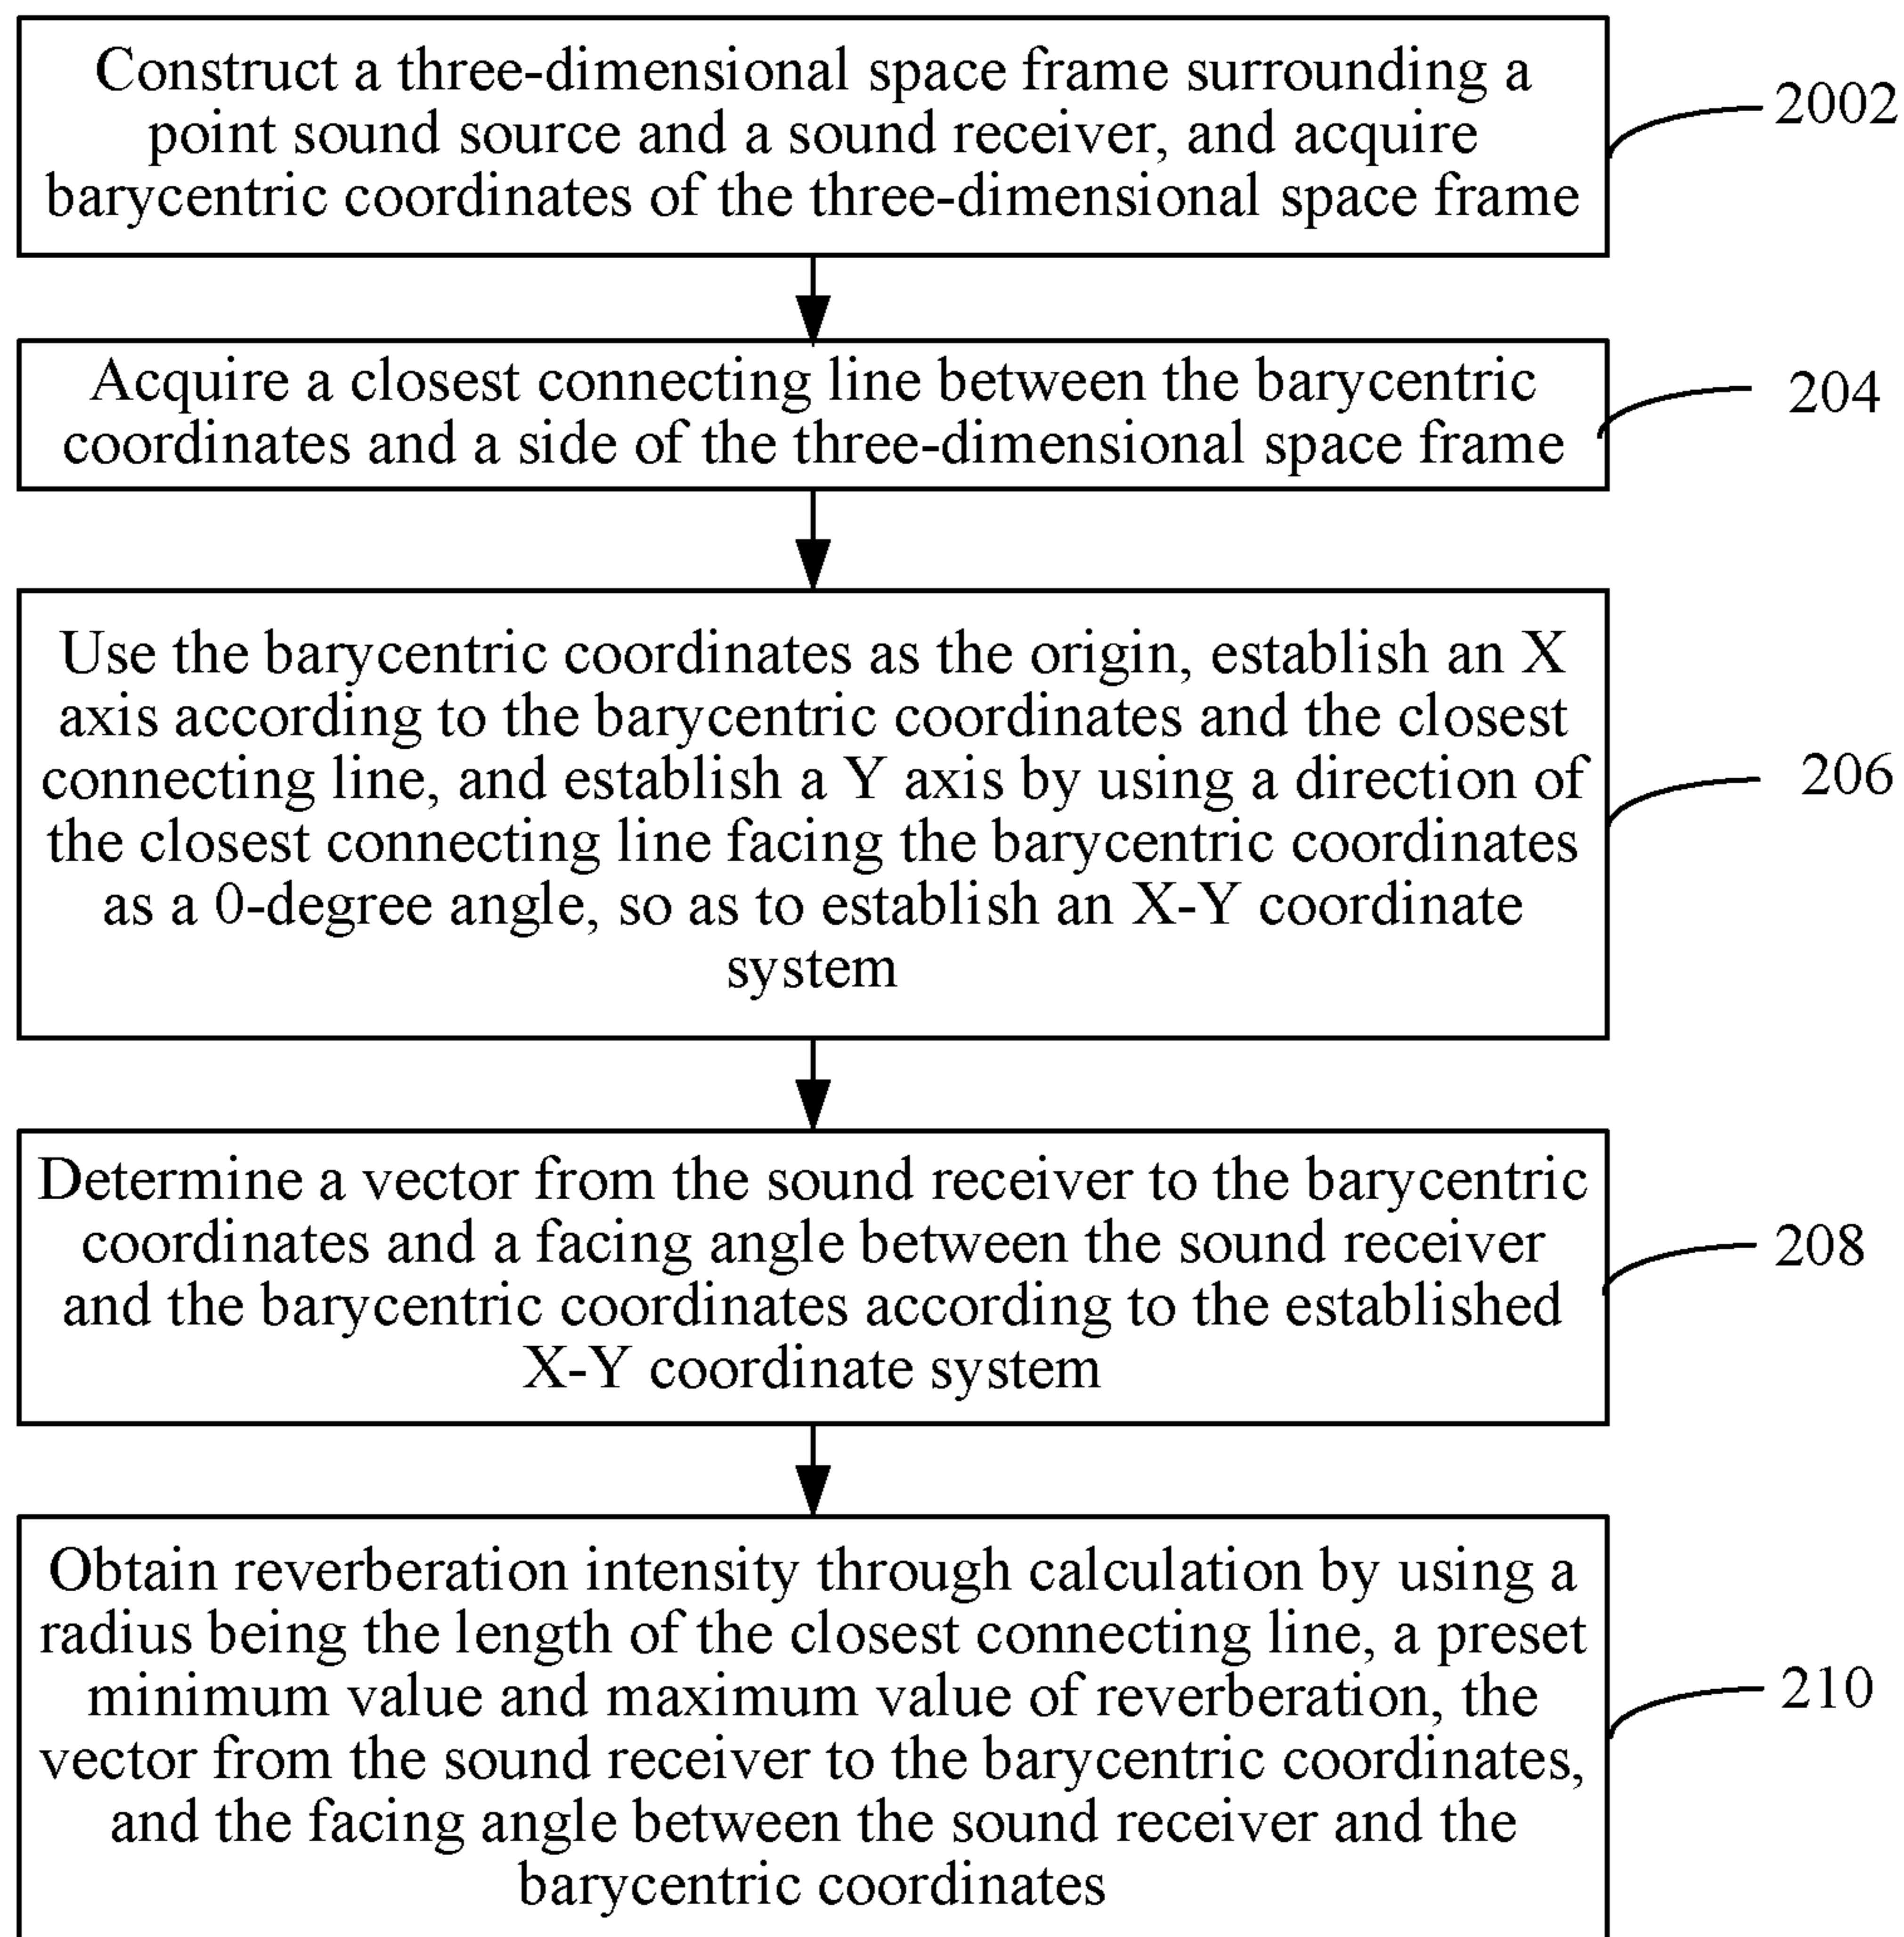 Construct a three-dimensional space frame surrounding a
point sound source and a sound receiver, and acquire
barycentric coordinates of the three-dimensional space frame
2002
Acquire a closest connecting line between the barycentric
coordinates and a side of the three-dimensional space frame
204
Use the barycentric coordinates as the origin, establish an X
axis according to the barycentric coordinates and the closest
connecting line, and establish a Y axis by using a direction of
the closest connecting line facing the barycentric coordinates
as a 0-degree angle, so as to establish an X-Y coordinate
system
206
Determine a vector from the sound receiver to the barycentric
coordinates and a facing angle between the sound receiver
and the barycentric coordinates according to the established
X-Y coordinate system
208
Obtain reverberation intensity through calculation by using a
radius being the length of the closest connecting line, a preset
minimum value and maximum value of reverberation, the
vector from the sound receiver to the barycentric coordinates,
and the facing angle between the sound receiver and the
barycentric coordinates
210